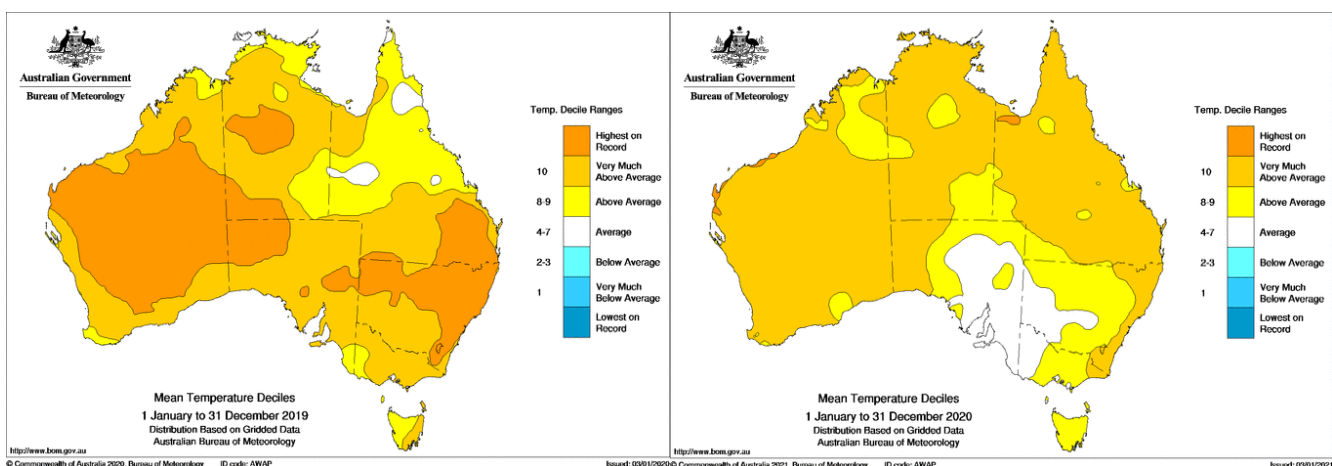 Australian Government
Bureau of Meteorology
Temp. Decile Ranges
Highest on
Record
10
Very Much
Above Average
8-9
Above Average
4-7
Average
2-3
Below Average
1
Very Much
Below Average
Lowest on
Record
Mean Temperature Deciles
1 January to 31 December 2019
Distribution Based on Gridded Data
Australian Bureau of Meteorology
http://www.bom.gov.au
© Commonwealth of Australia 2020, Bureau of Meteorology
ID code: AWAP
Issued: 03/01/2020
Australian Government
Bureau of Meteorology
Temp. Decile Ranges
Highest on
Record
10
Very Much
Above Average
8-9
Above Average
4-7
Average
2-3
Below Average
1
Very Much
Below Average
Lowest on
Record
Mean Temperature Deciles
1 January to 31 December 2020
Distribution Based on Gridded Data
Australian Bureau of Meteorology
http://www.bom.gov.au
© Commonwealth of Australia 2021, Bureau of Meteorology
ID code: AWAP
Issued: 03/01/2021